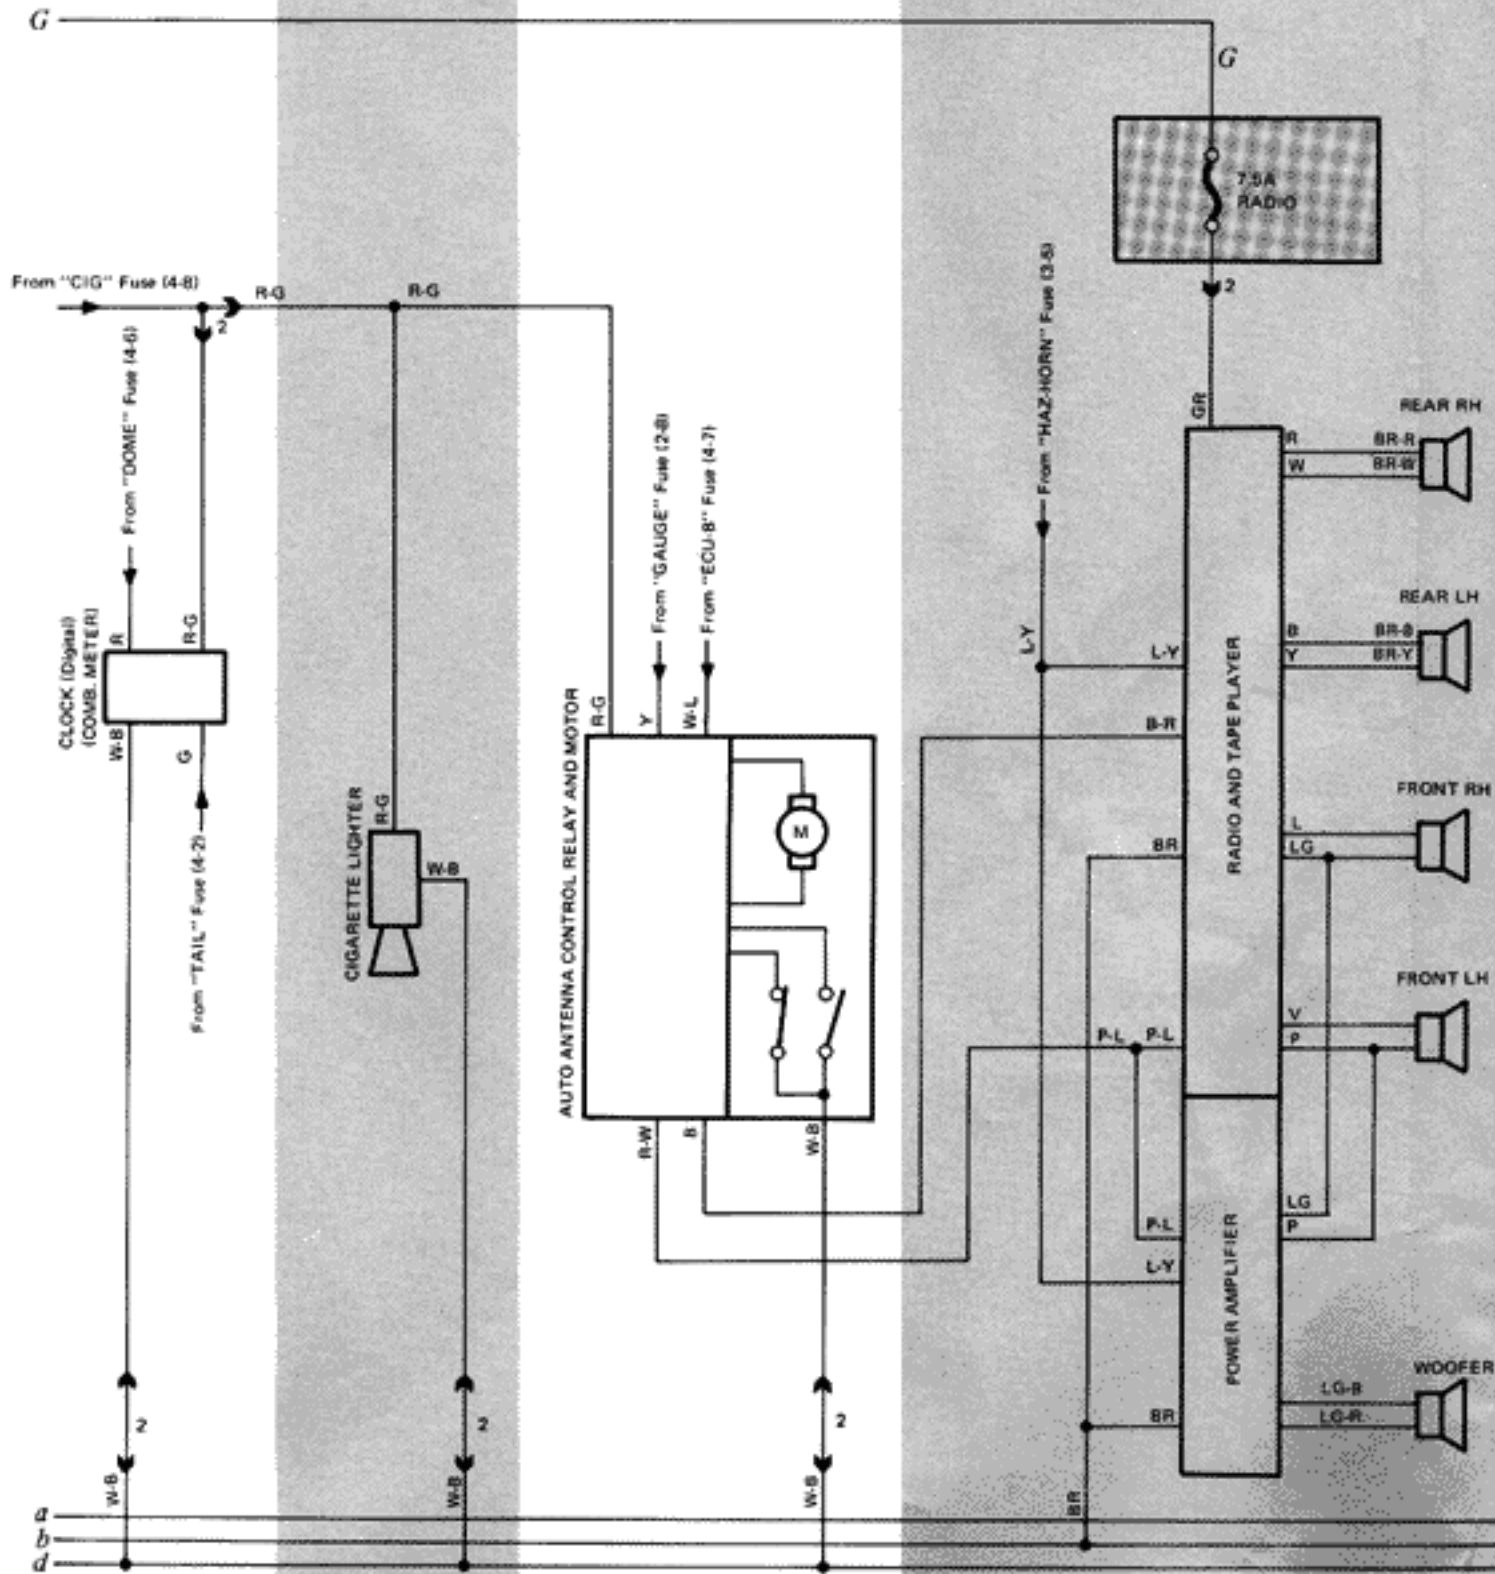 G
G
7.5A
RADIO
2
From "CIG" Fuse (4-8)
R-G
R-G
2
From "DOME" Fuse (4-6)
R
R-G
CLOCK (Digital)
(COMB. METER)
W-B
G
From "TAIL" Fuse (4-2)
CIGARETTE LIGHTER
R-G
W-B
From "GAUGE" Fuse (2-8)
From "ECU-B" Fuse (4-7)
R-G
Y
W-L
AUTO ANTENNA CONTROL RELAY AND MOTOR
M
R-W
B
W-B
From "HAZ-HORN" Fuse (3-5)
L-Y
GR
L-Y
B-R
BR
P-L
P-L
RADIO AND TAPE PLAYER
R
BR-R
W
BR-W
REAR RH
REAR LH
B
BR-B
Y
BR-Y
FRONT RH
L
LG
FRONT LH
V
P
P-L
L-Y
BR
POWER AMPLIFIER
LG
P
WOOFER
LG-B
LG-R
2
2
2
W-B
W-B
W-B
BR
a
b
d